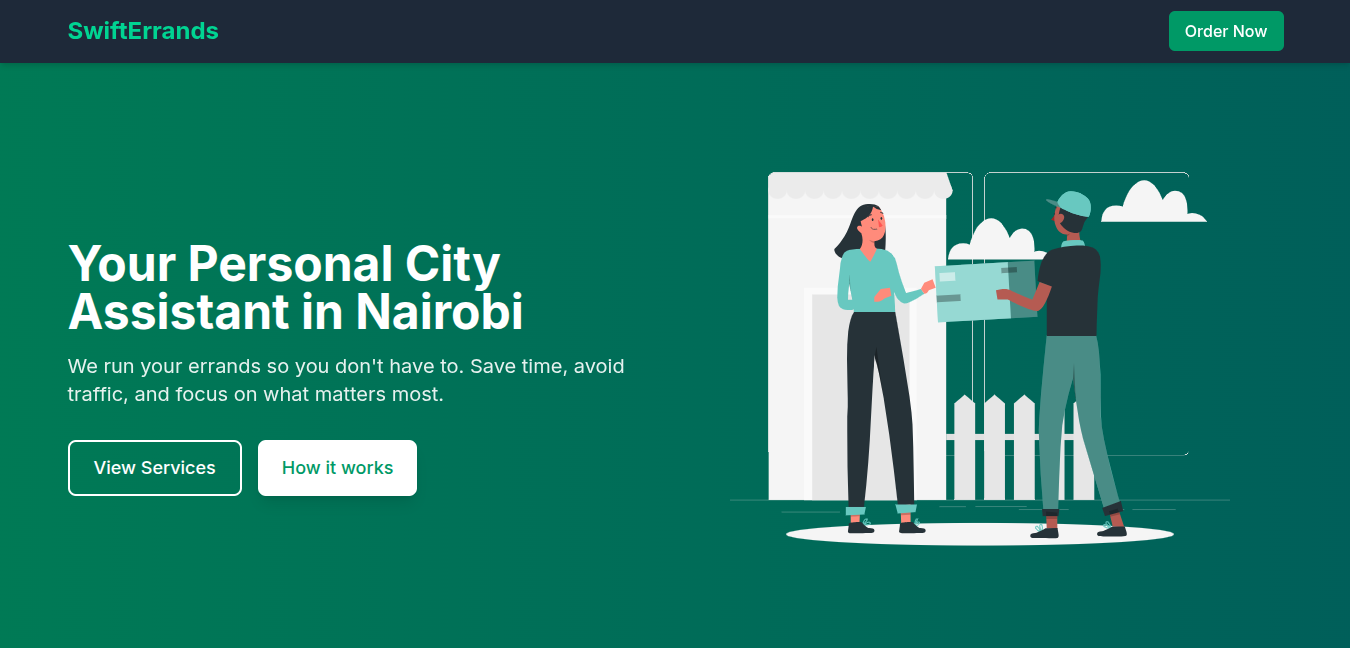 SwiftErrands
Order Now
Your Personal City
Assistant in Nairobi
We run your errands so you don't have to. Save time, avoid
traffic, and focus on what matters most.
View Services
How it works